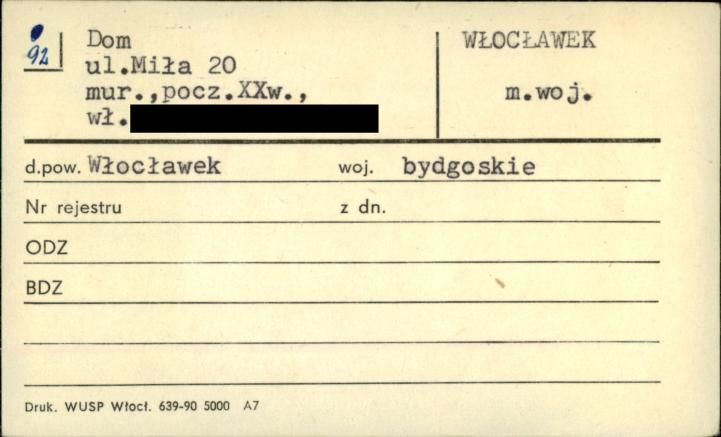 92
Dom
ul.Miła 20
mur.,pocz.XXw.,
wł.
WŁOCŁAWEK
m.woj.
d.pow. Włocławek woj. bydgoskie
Nr rejestru z dn.
ODZ
BDZ
Druk. WUSP Włocł. 639-90 5000 A7